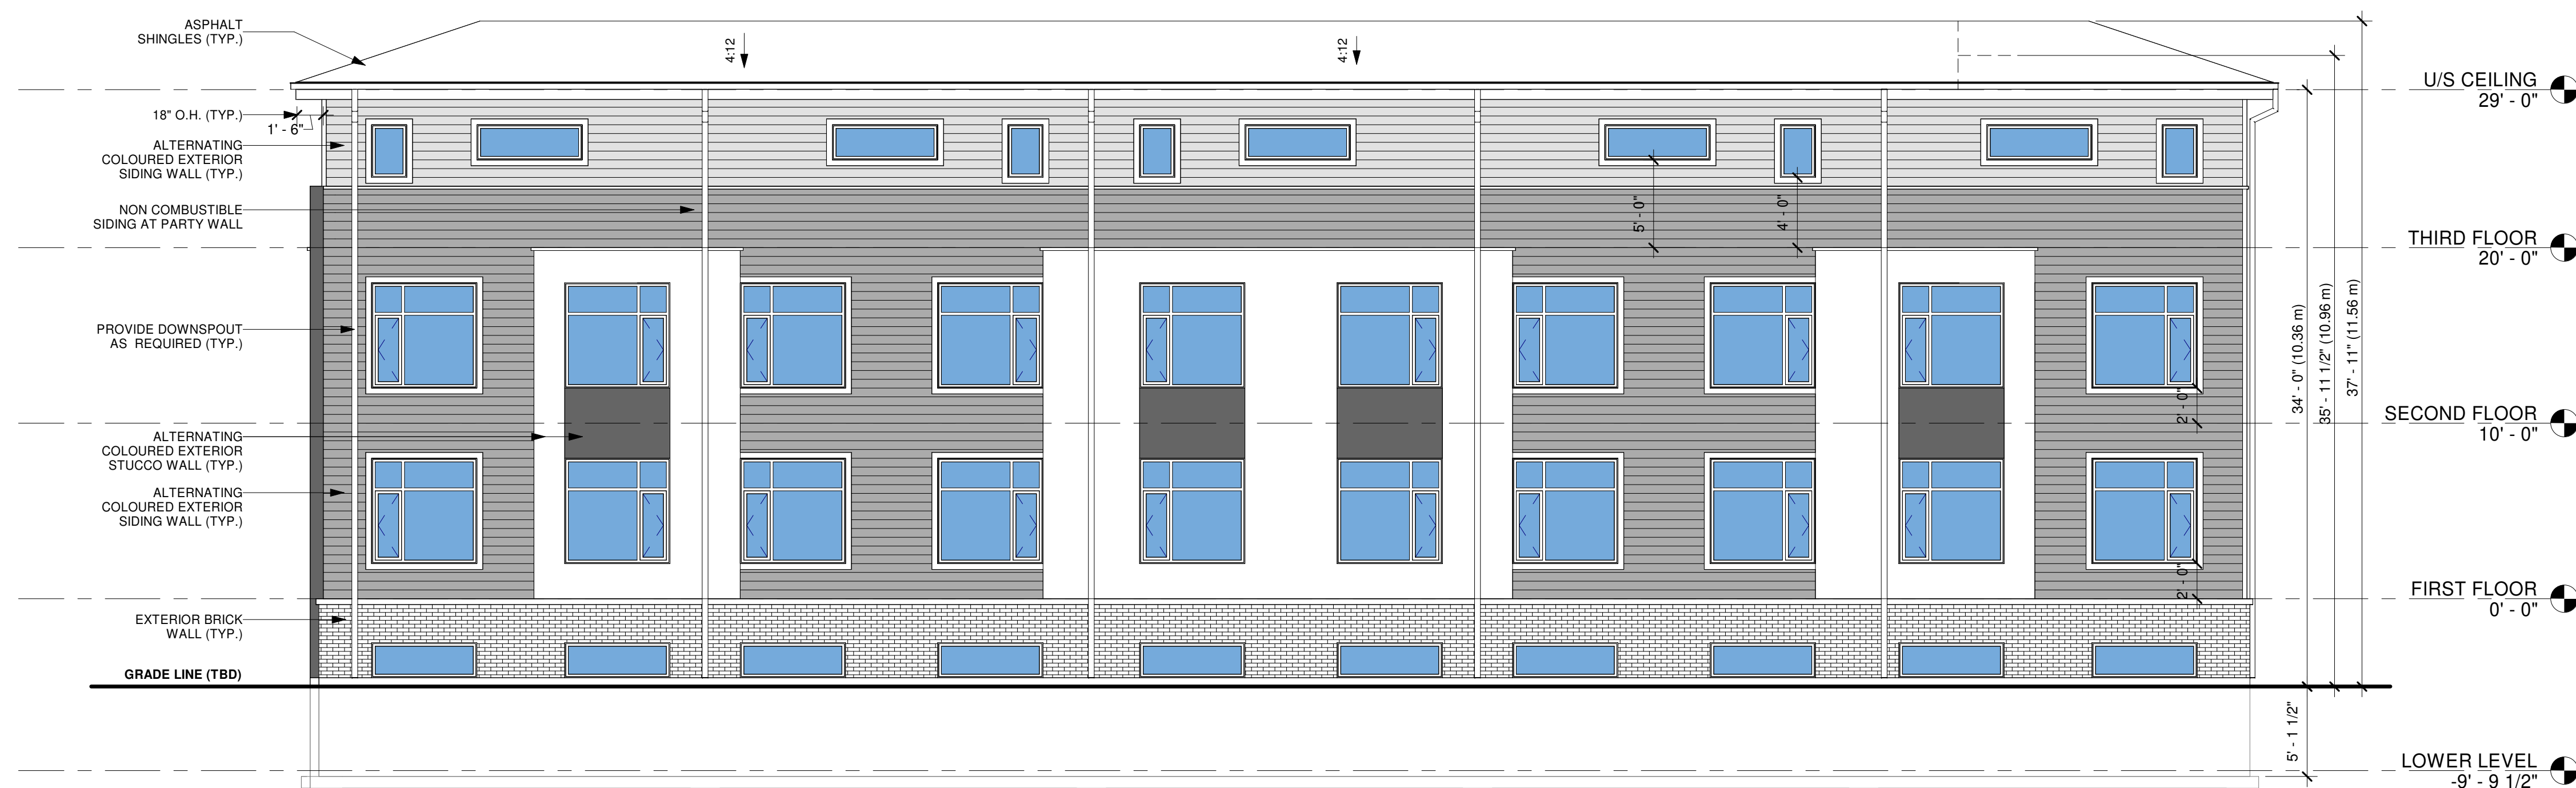 ASPHALT
SHINGLES (TYP.)
4:12
4:12
18" O.H. (TYP.)
1' - 6"
ALTERNATING
COLOURED EXTERIOR
SIDING WALL (TYP.)
NON COMBUSTIBLE
SIDING AT PARTY WALL
PROVIDE DOWNSPOUT
AS REQUIRED (TYP.)
ALTERNATING
COLOURED EXTERIOR
STUCCO WALL (TYP.)
ALTERNATING
COLOURED EXTERIOR
SIDING WALL (TYP.)
EXTERIOR BRICK
WALL (TYP.)
GRADE LINE (TBD)
5' - 0"
4' - 0"
2' - 0"
2' - 0"
34' - 0" (10.36 m)
35' - 11 1/2" (10.96 m)
37' - 11" (11.56 m)
5' - 1 1/2"
U/S CEILING
29' - 0"
THIRD FLOOR
20' - 0"
SECOND FLOOR
10' - 0"
FIRST FLOOR
0' - 0"
LOWER LEVEL
-9' - 9 1/2"